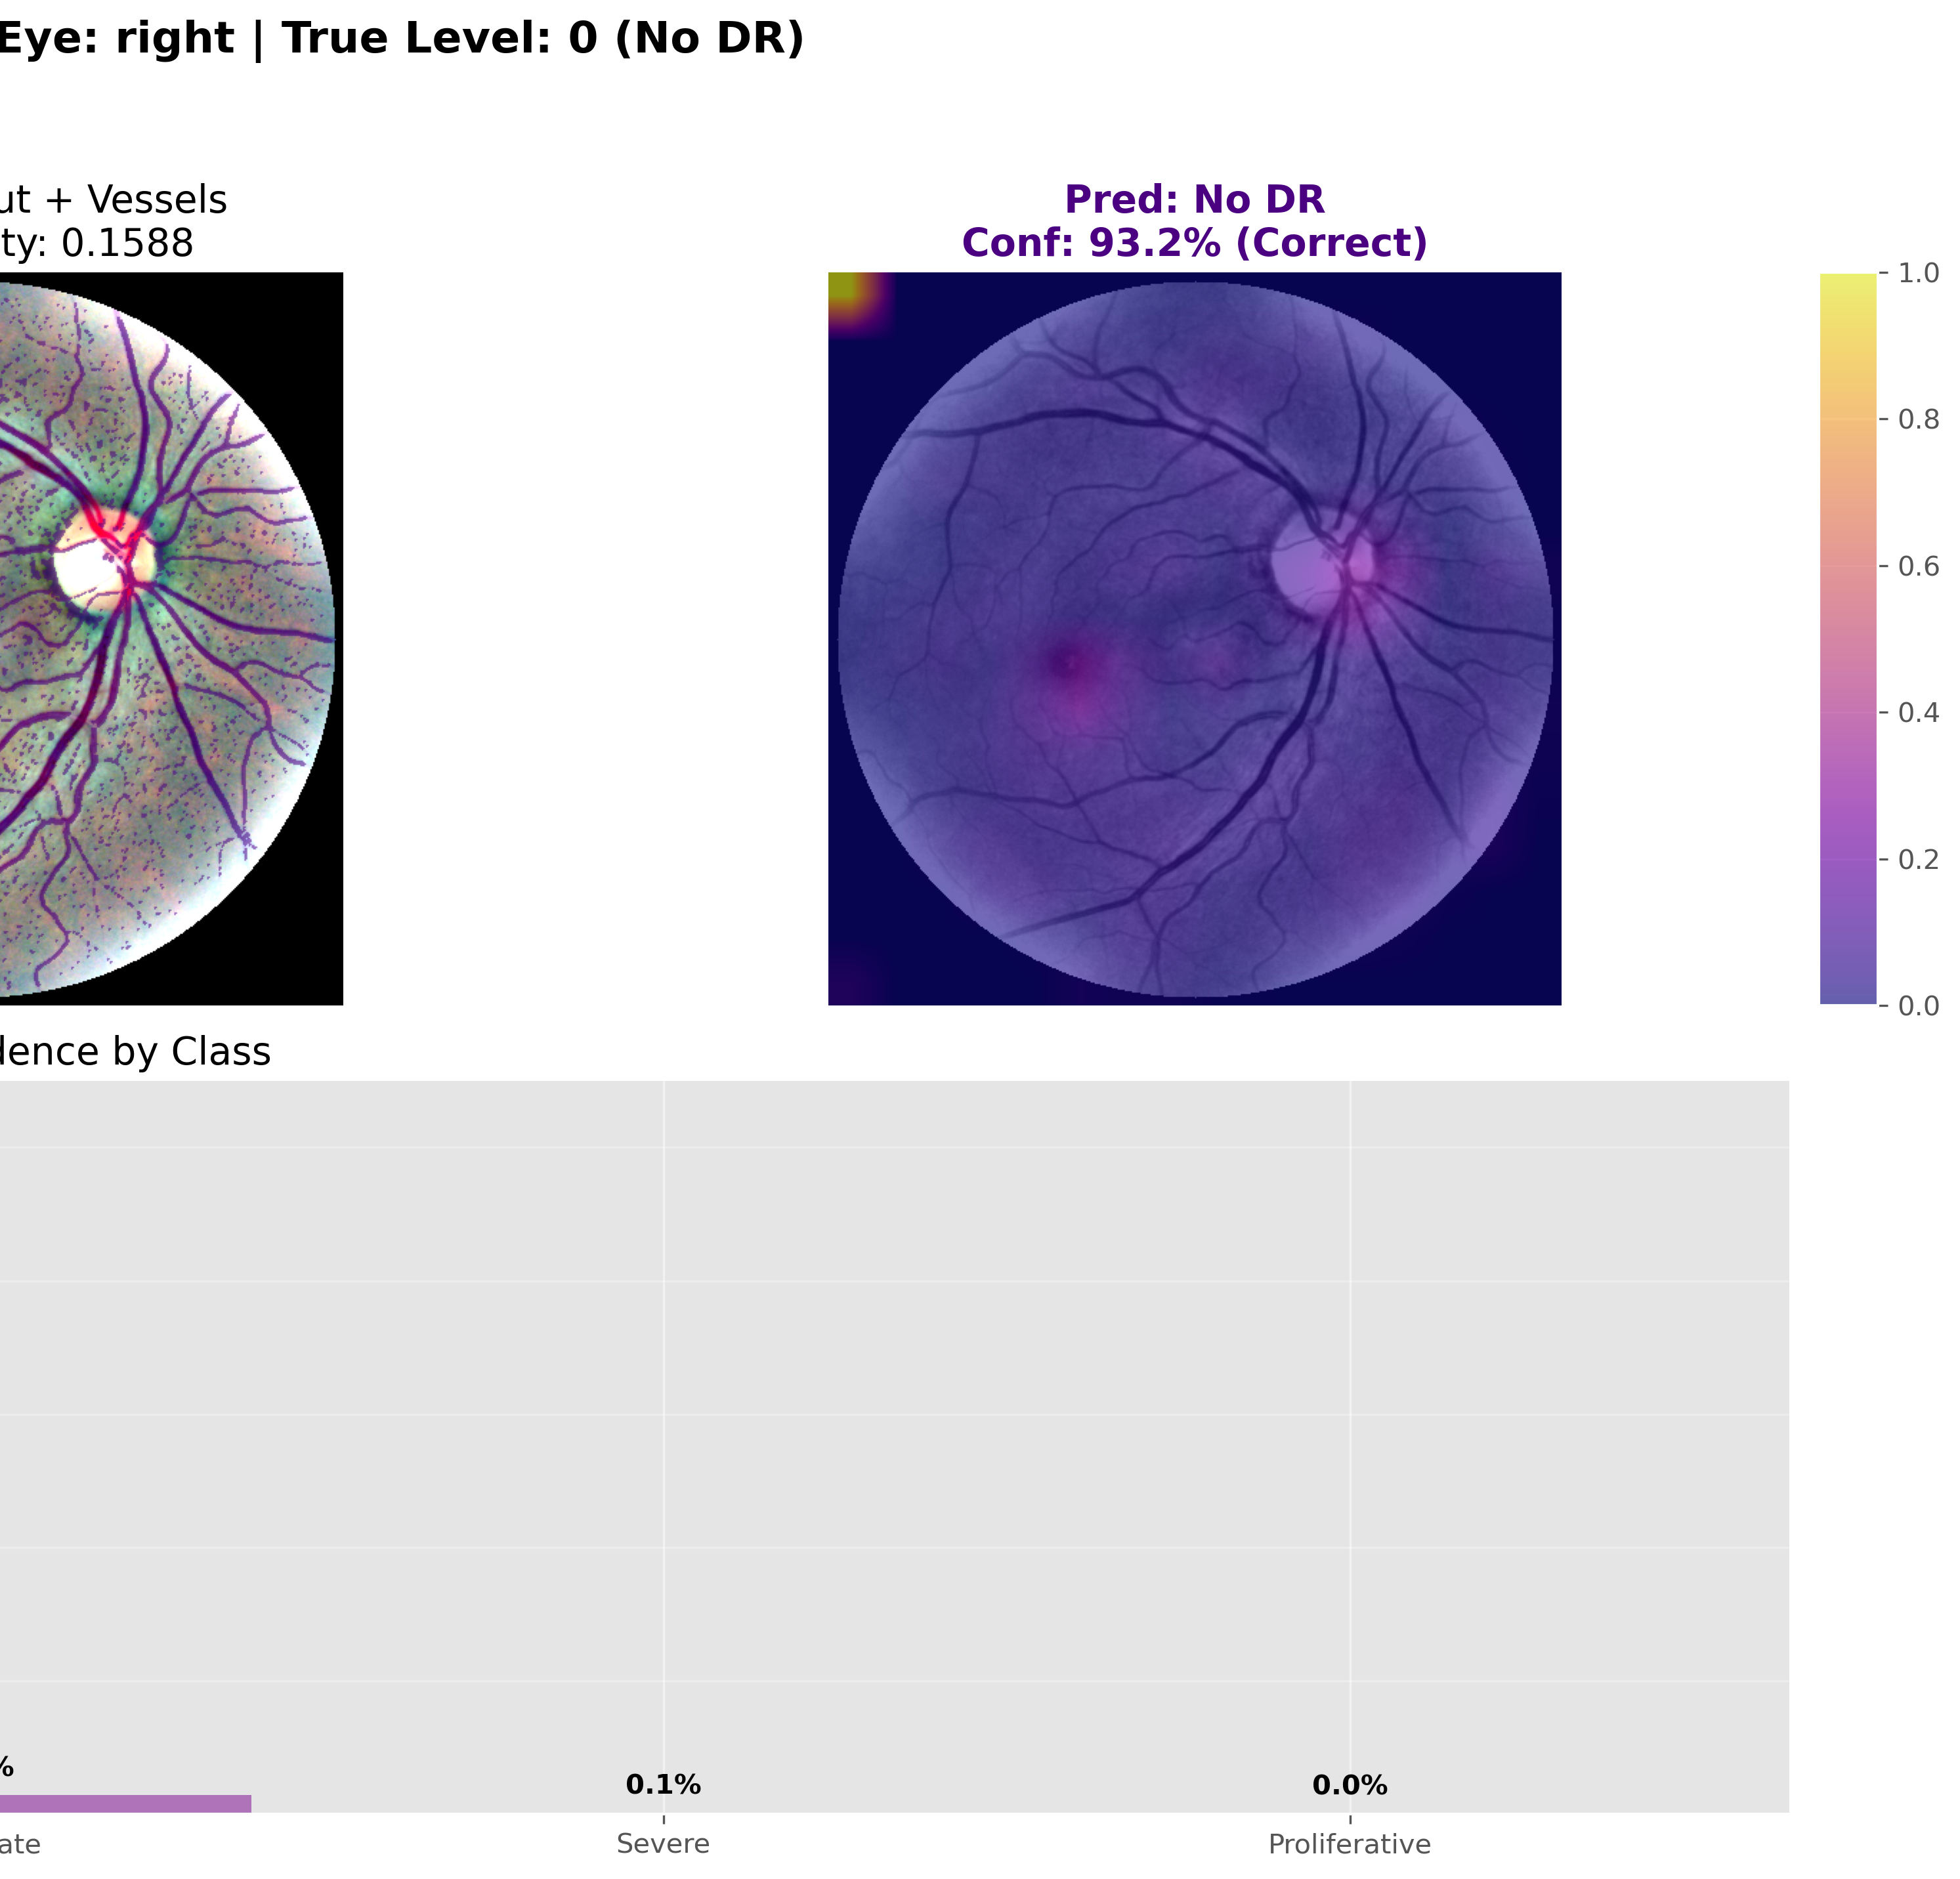 Eye: right | True Level: 0 (No DR)
ut + Vessels
ty: 0.1588
Pred: No DR
Conf: 93.2% (Correct)
1.0
0.8
0.6
0.4
0.2
0.0
dence by Class
%
0.1%
0.0%
ate
Severe
Proliferative